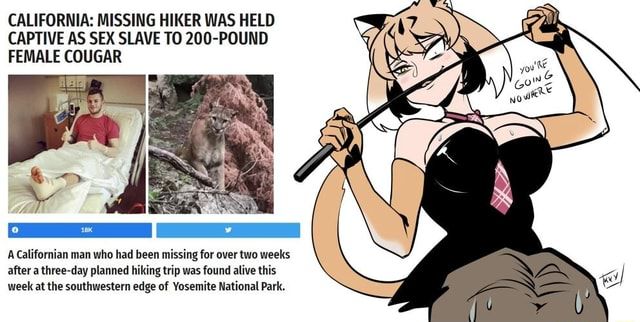 CALIFORNIA: MISSING HIKER WAS HELD
CAPTIVE AS SEX SLAVE TO 200-POUND
FEMALE COUGAR
18K
A Californian man who had been missing for over two weeks
after a three-day planned hiking trip was found alive this
week at the southwestern edge of Yosemite National Park.
YOU'RE
GOING
NOWHERE